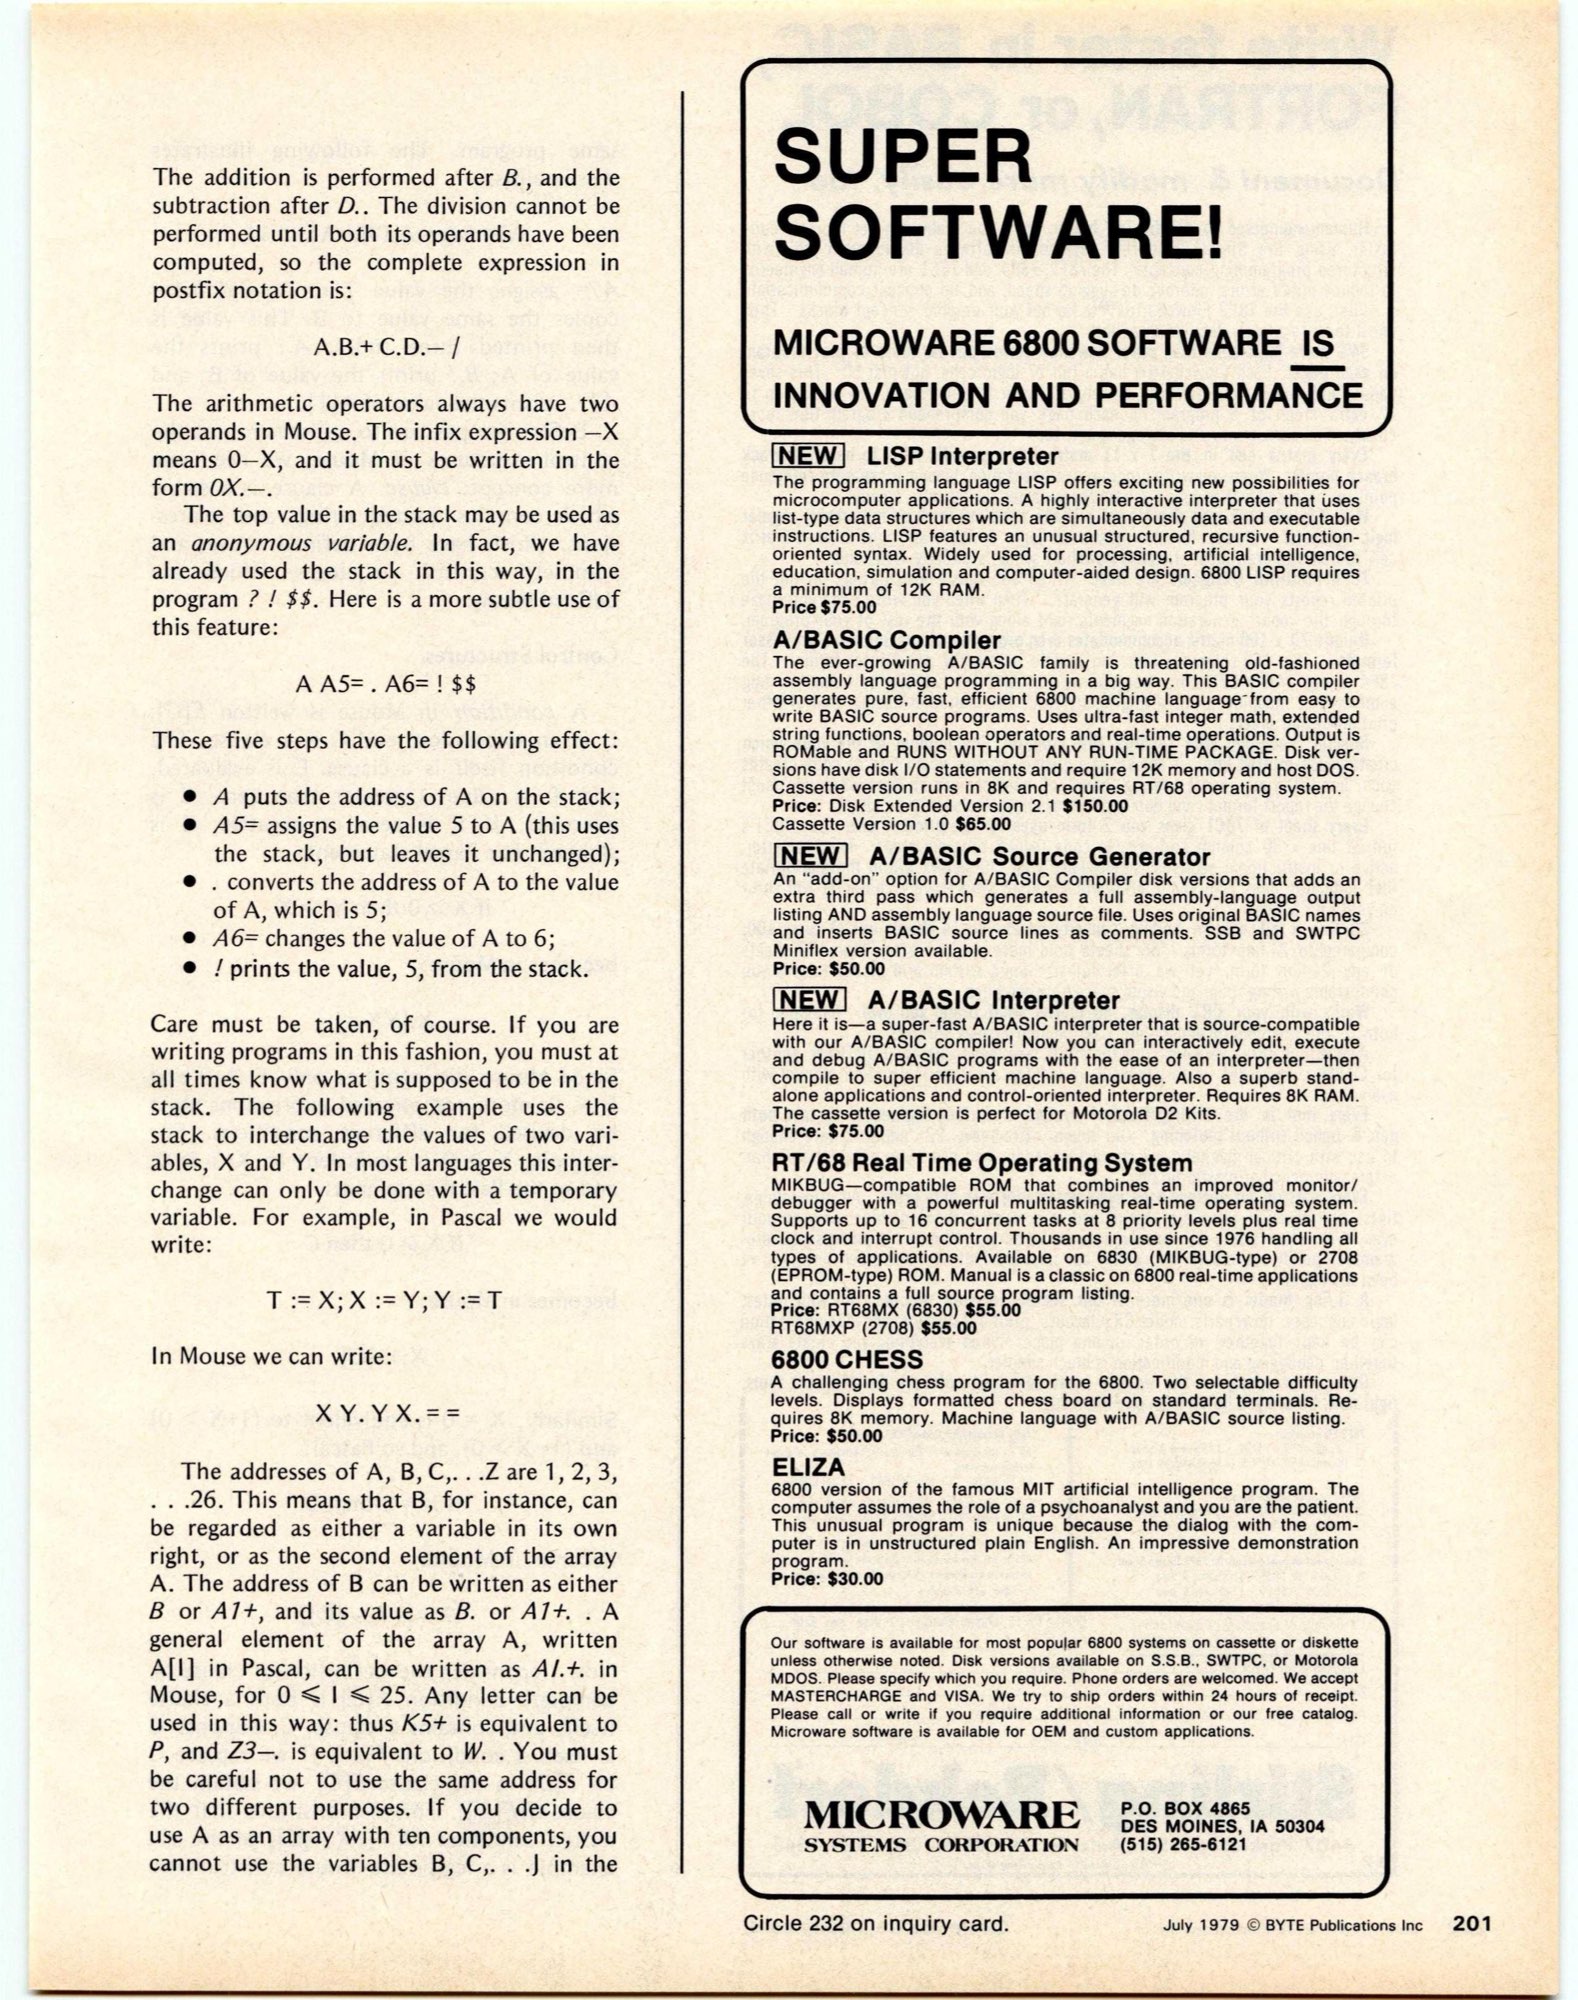 The addition is performed after B., and the
subtraction after D.. The division cannot be
performed until both its operands have been
computed, so the complete expression in
postfix notation is:
A.B.+ C.D.— /
The arithmetic operators always have two
operands in Mouse. The infix expression —X
means 0—X, and it must be written in the
form 0X.—.
The top value in the stack may be used as
an anonymous variable. In fact, we have
already used the stack in this way, in the
program ? ! $$. Here is a more subtle use of
this feature:
A A5= . A6= ! $$
These five steps have the following effect:
● A puts the address of A on the stack;
● A5= assigns the value 5 to A (this uses
the stack, but leaves it unchanged);
● . converts the address of A to the value
of A, which is 5;
● A6= changes the value of A to 6;
● ! prints the value, 5, from the stack.
Care must be taken, of course. If you are
writing programs in this fashion, you must at
all times know what is supposed to be in the
stack. The following example uses the
stack to interchange the values of two vari-
ables, X and Y. In most languages this inter-
change can only be done with a temporary
variable. For example, in Pascal we would
write:
T := X; X := Y; Y := T
In Mouse we can write:
X Y. Y X. = =
The addresses of A, B, C,. . .Z are 1, 2, 3,
. . .26. This means that B, for instance, can
be regarded as either a variable in its own
right, or as the second element of the array
A. The address of B can be written as either
B or A1+, and its value as B. or A1+. . A
general element of the array A, written
A[I] in Pascal, can be written as AI.+. in
Mouse, for 0 ⩽ I ⩽ 25. Any letter can be
used in this way: thus K5+ is equivalent to
P, and Z3—. is equivalent to W. . You must
be careful not to use the same address for
two different purposes. If you decide to
use A as an array with ten components, you
cannot use the variables B, C,. . .J in the
SUPER
SOFTWARE!
MICROWARE 6800 SOFTWARE IS
INNOVATION AND PERFORMANCE
NEW LISP Interpreter
The programming language LISP offers exciting new possibilities for
microcomputer applications. A highly interactive interpreter that uses
list-type data structures which are simultaneously data and executable
instructions. LISP features an unusual structured, recursive function-
oriented syntax. Widely used for processing, artificial intelligence,
education, simulation and computer-aided design. 6800 LISP requires
a minimum of 12K RAM.
Price $75.00
A/BASIC Compiler
The ever-growing A/BASIC family is threatening old-fashioned
assembly language programming in a big way. This BASIC compiler
generates pure, fast, efficient 6800 machine language from easy to
write BASIC source programs. Uses ultra-fast integer math, extended
string functions, boolean operators and real-time operations. Output is
ROMable and RUNS WITHOUT ANY RUN-TIME PACKAGE. Disk ver-
sions have disk I/O statements and require 12K memory and host DOS.
Cassette version runs in 8K and requires RT/68 operating system.
Price: Disk Extended Version 2.1 $150.00
Cassette Version 1.0 $65.00
NEW A/BASIC Source Generator
An "add-on" option for A/BASIC Compiler disk versions that adds an
extra third pass which generates a full assembly-language output
listing AND assembly language source file. Uses original BASIC names
and inserts BASIC source lines as comments. SSB and SWTPC
Miniflex version available.
Price: $50.00
NEW A/BASIC Interpreter
Here it is—a super-fast A/BASIC interpreter that is source-compatible
with our A/BASIC compiler! Now you can interactively edit, execute
and debug A/BASIC programs with the ease of an interpreter—then
compile to super efficient machine language. Also a superb stand-
alone applications and control-oriented interpreter. Requires 8K RAM.
The cassette version is perfect for Motorola D2 Kits.
Price: $75.00
RT/68 Real Time Operating System
MIKBUG—compatible ROM that combines an improved monitor/
debugger with a powerful multitasking real-time operating system.
Supports up to 16 concurrent tasks at 8 priority levels plus real time
clock and interrupt control. Thousands in use since 1976 handling all
types of applications. Available on 6830 (MIKBUG-type) or 2708
(EPROM-type) ROM. Manual is a classic on 6800 real-time applications
and contains a full source program listing.
Price: RT68MX (6830) $55.00
RT68MXP (2708) $55.00
6800 CHESS
A challenging chess program for the 6800. Two selectable difficulty
levels. Displays formatted chess board on standard terminals. Re-
quires 8K memory. Machine language with A/BASIC source listing.
Price: $50.00
ELIZA
6800 version of the famous MIT artificial intelligence program. The
computer assumes the role of a psychoanalyst and you are the patient.
This unusual program is unique because the dialog with the com-
puter is in unstructured plain English. An impressive demonstration
program.
Price: $30.00
Our software is available for most popular 6800 systems on cassette or diskette
unless otherwise noted. Disk versions available on S.S.B., SWTPC, or Motorola
MDOS. Please specify which you require. Phone orders are welcomed. We accept
MASTERCHARGE and VISA. We try to ship orders within 24 hours of receipt.
Please call or write if you require additional information or our free catalog.
Microware software is available for OEM and custom applications.
MICROWARE
SYSTEMS CORPORATION
P.O. BOX 4865
DES MOINES, IA 50304
(515) 265-6121
Circle 232 on inquiry card.
July 1979 © BYTE Publications Inc 201